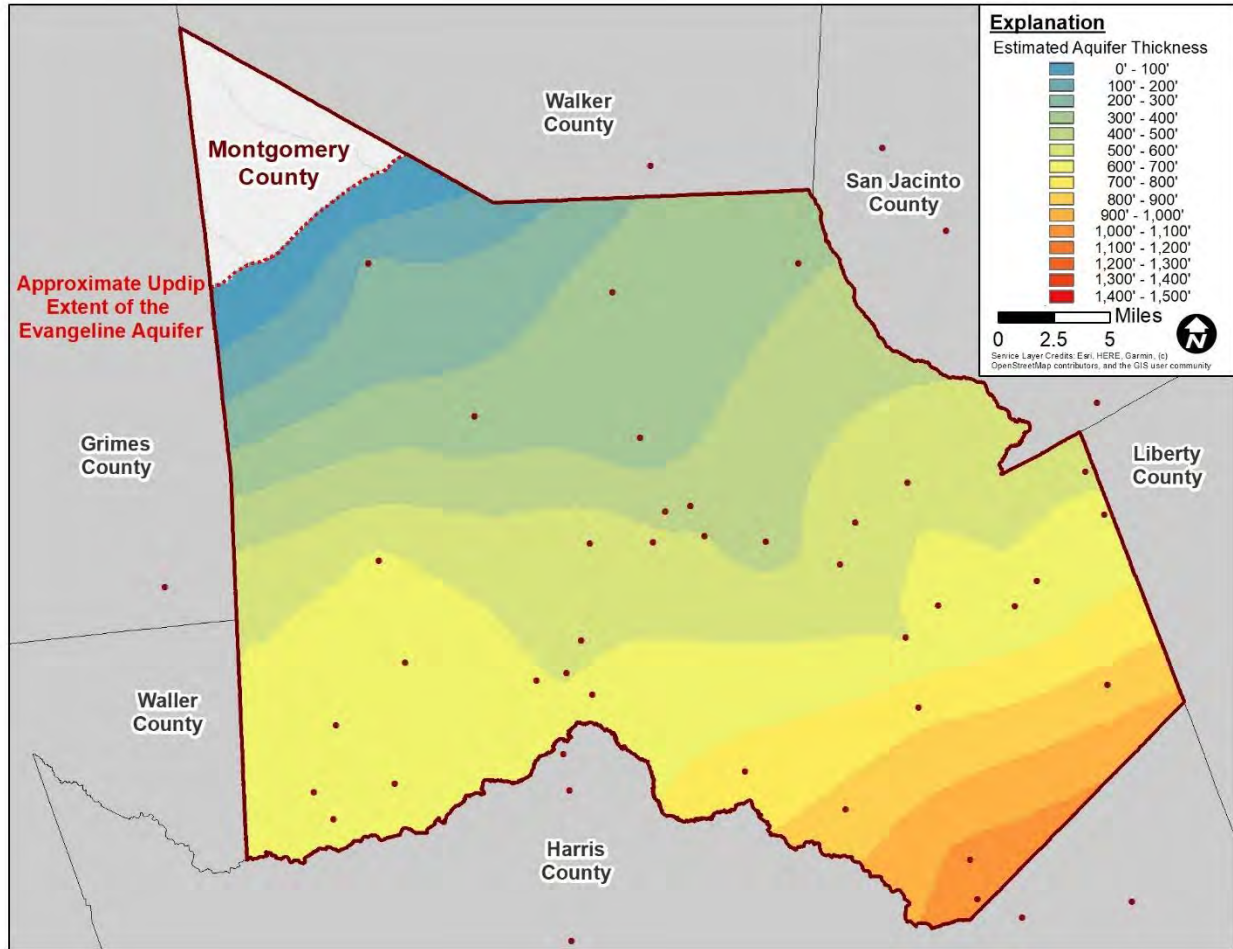 Explanation
Estimated Aquifer Thickness
0' - 100'
100' - 200'
200' - 300'
300' - 400'
400' - 500'
500' - 600'
600' - 700'
700' - 800'
800' - 900'
900' - 1,000'
1,000' - 1,100'
1,100' - 1,200'
1,200' - 1,300'
1,300' - 1,400'
1,400' - 1,500'
Miles
0 2.5 5
N
Service Layer Credits: Esri, HERE, Garmin, (c)
OpenStreetMap contributors, and the GIS user community
Walker
County
Montgomery
County
San Jacinto
County
Approximate Updip
Extent of the
Evangeline Aquifer
Grimes
County
Liberty
County
Waller
County
Harris
County